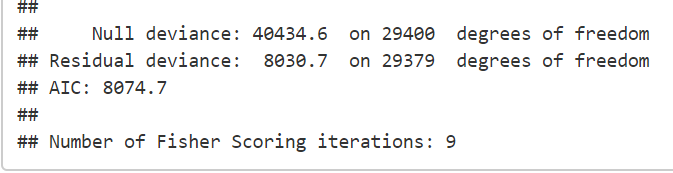 ##
##     Null deviance: 40434.6  on 29400  degrees of freedom
## Residual deviance:  8030.7  on 29379  degrees of freedom
## AIC: 8074.7
##
## Number of Fisher Scoring iterations: 9